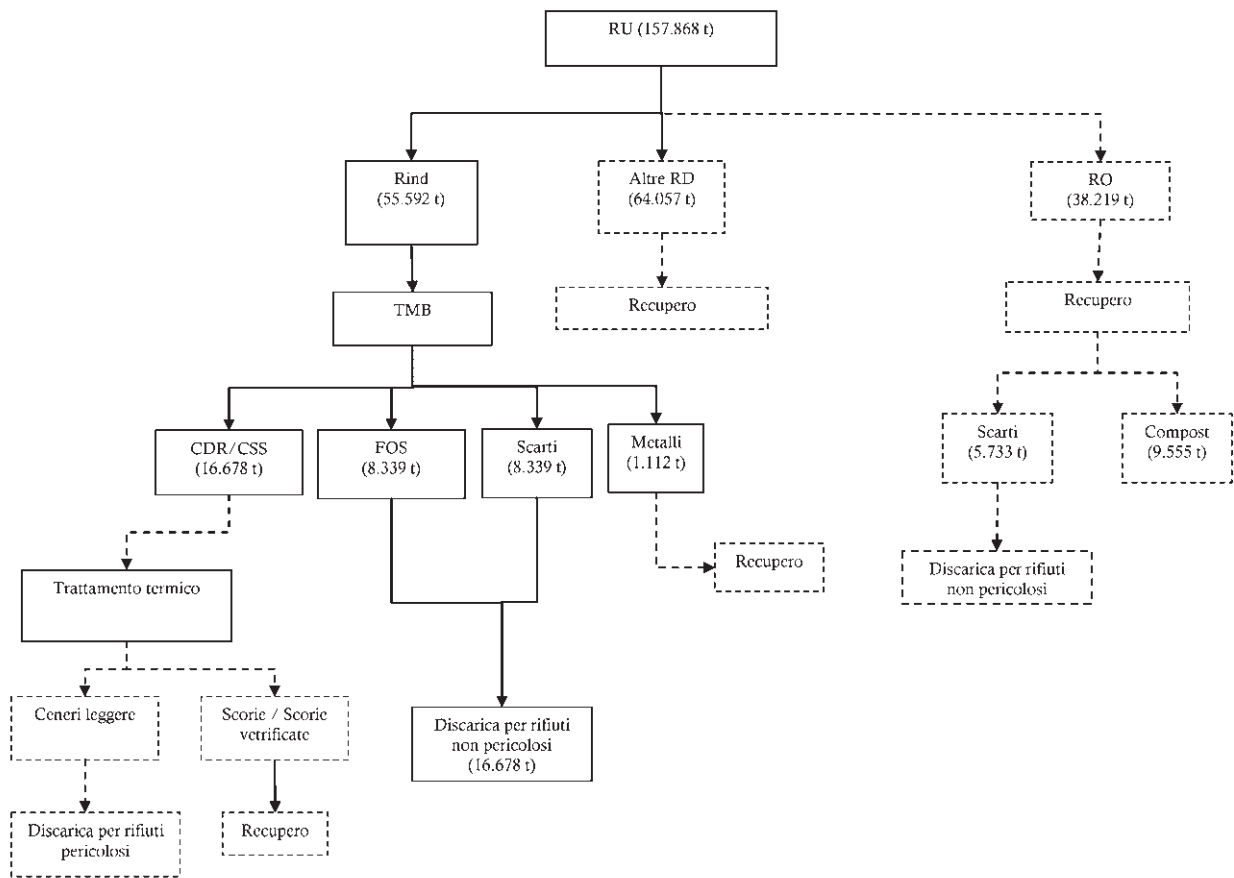 RU (157.868 t)
Rind
(55.592 t)
Altre RD
(64.057 t)
RO
(38.219 t)
TMB
Recupero
Recupero
CDR/CSS
(16.678 t)
FOS
(8.339 t)
Scarti
(8.339 t)
Metalli
(1.112 t)
Scarti
(5.733 t)
Compost
(9.555 t)
Trattamento termico
Recupero
Discarica per rifiuti
non pericolosi
Ceneri leggere
Scorie / Scorie
vetrificate
Discarica per rifiuti
non pericolosi
(16.678 t)
Discarica per rifiuti
pericolosi
Recupero